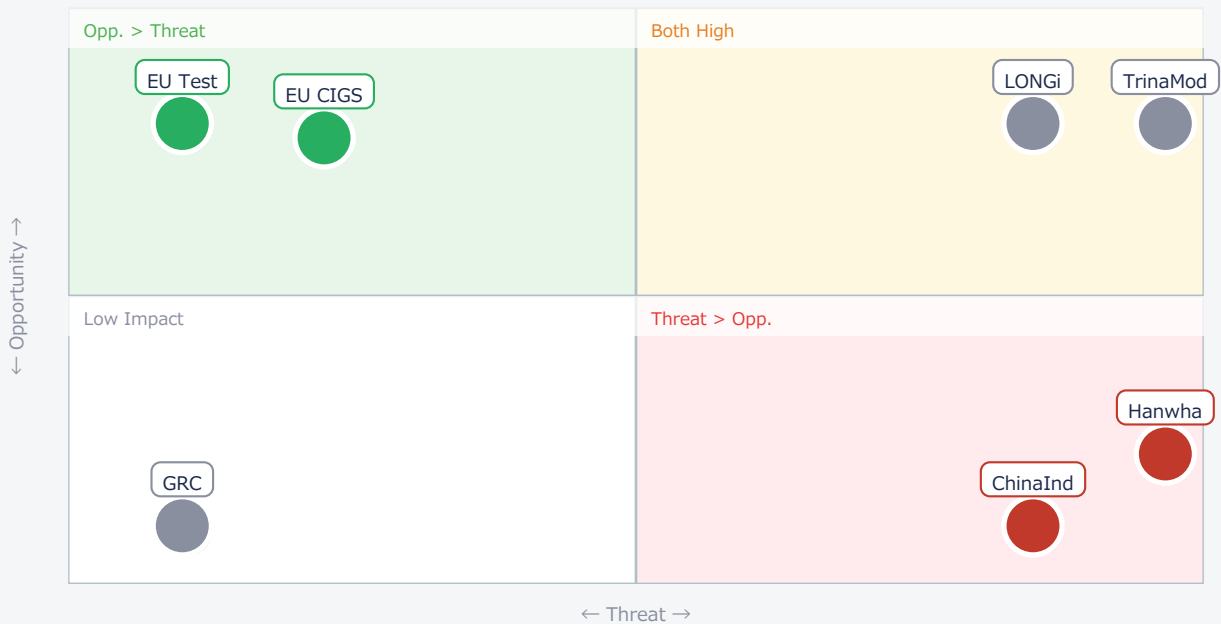 Opp. > Threat
Both High
EU Test
EU CIGS
LONGi
TrinaMod
← Opportunity →
Low Impact
Threat > Opp.
Hanwha
GRC
ChinaInd
← Threat →